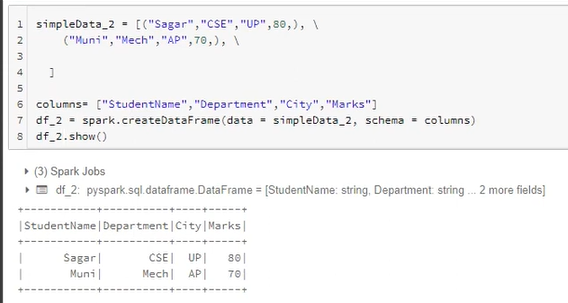 1 simpleData_2 = [("Sagar","CSE","UP",80,), \
2     ("Muni","Mech","AP",70,), \
3
4   ]
5
6 columns= ["StudentName","Department","City","Marks"]
7 df_2 = spark.createDataFrame(data = simpleData_2, schema = columns)
8 df_2.show()
(3) Spark Jobs
df_2: pyspark.sql.dataframe.DataFrame = [StudentName: string, Department: string ... 2 more fields]
+-----------+----------+----+-----+
|StudentName|Department|City|Marks|
+-----------+----------+----+-----+
|      Sagar|       CSE|  UP|   80|
|       Muni|      Mech|  AP|   70|
+-----------+----------+----+-----+